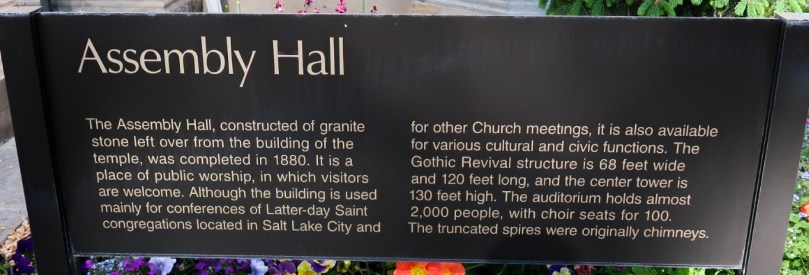 Assembly Hall
The Assembly Hall, constructed of granite
stone left over from the building of the
temple, was completed in 1880. It is a
place of public worship, in which visitors
are welcome. Although the building is used
mainly for conferences of Latter-day Saint
congregations located in Salt Lake City and
for other Church meetings, it is also available
for various cultural and civic functions. The
Gothic Revival structure is 68 feet wide
and 120 feet long, and the center tower is
130 feet high. The auditorium holds almost
2,000 people, with choir seats for 100.
The truncated spires were originally chimneys.